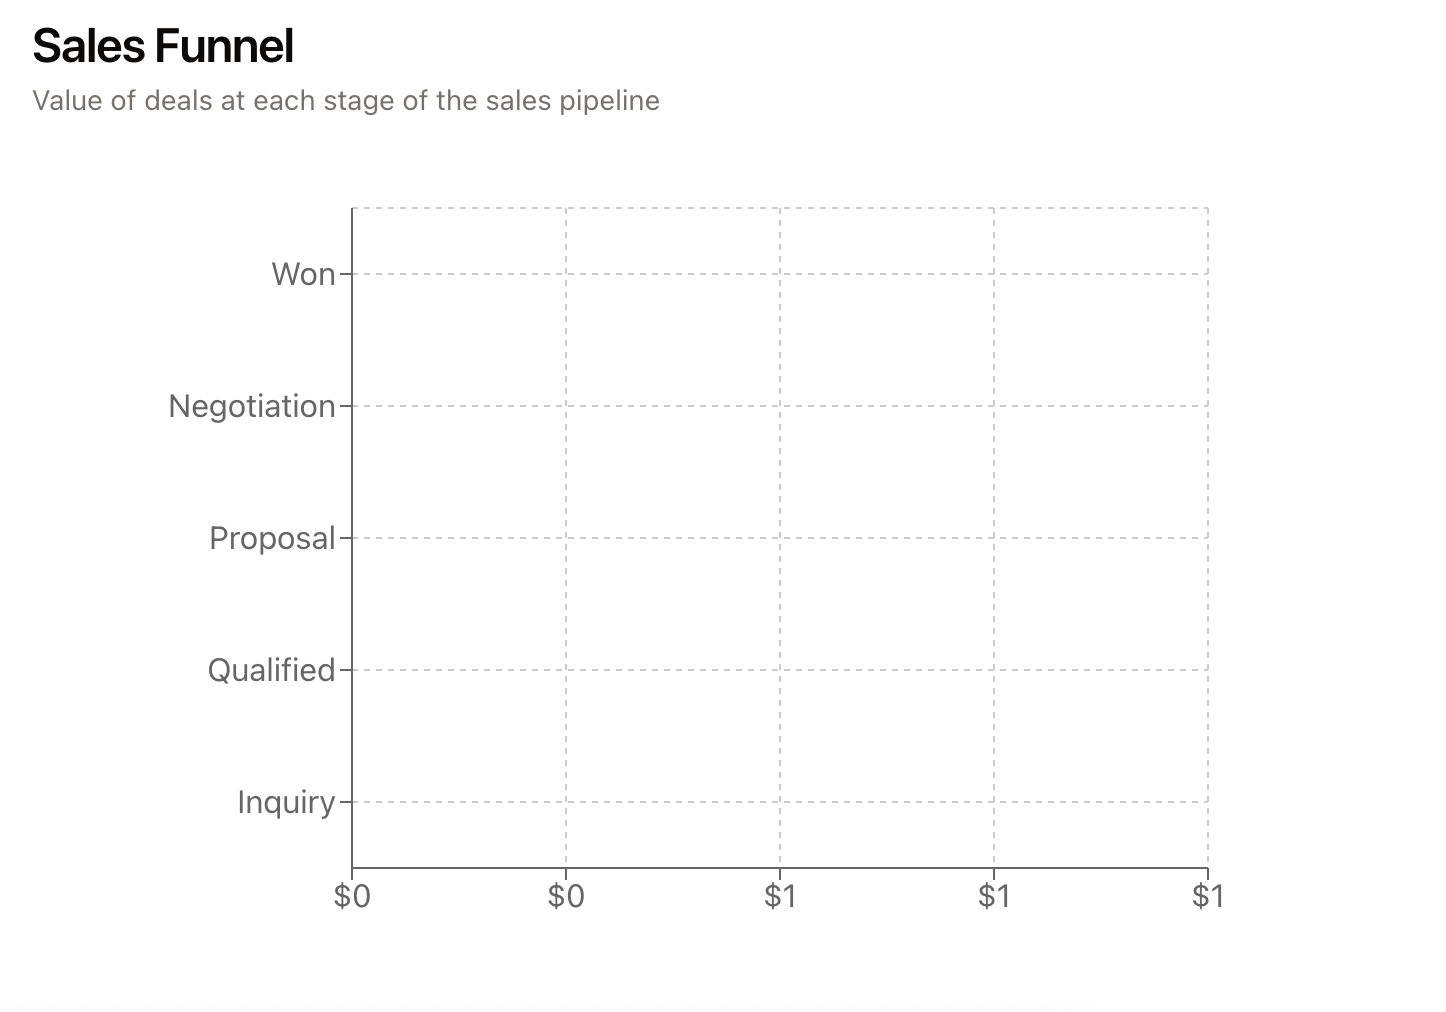 Sales Funnel
Value of deals at each stage of the sales pipeline
Won
Negotiation
Proposal
Qualified
Inquiry
$0 $0 $1 $1 $1